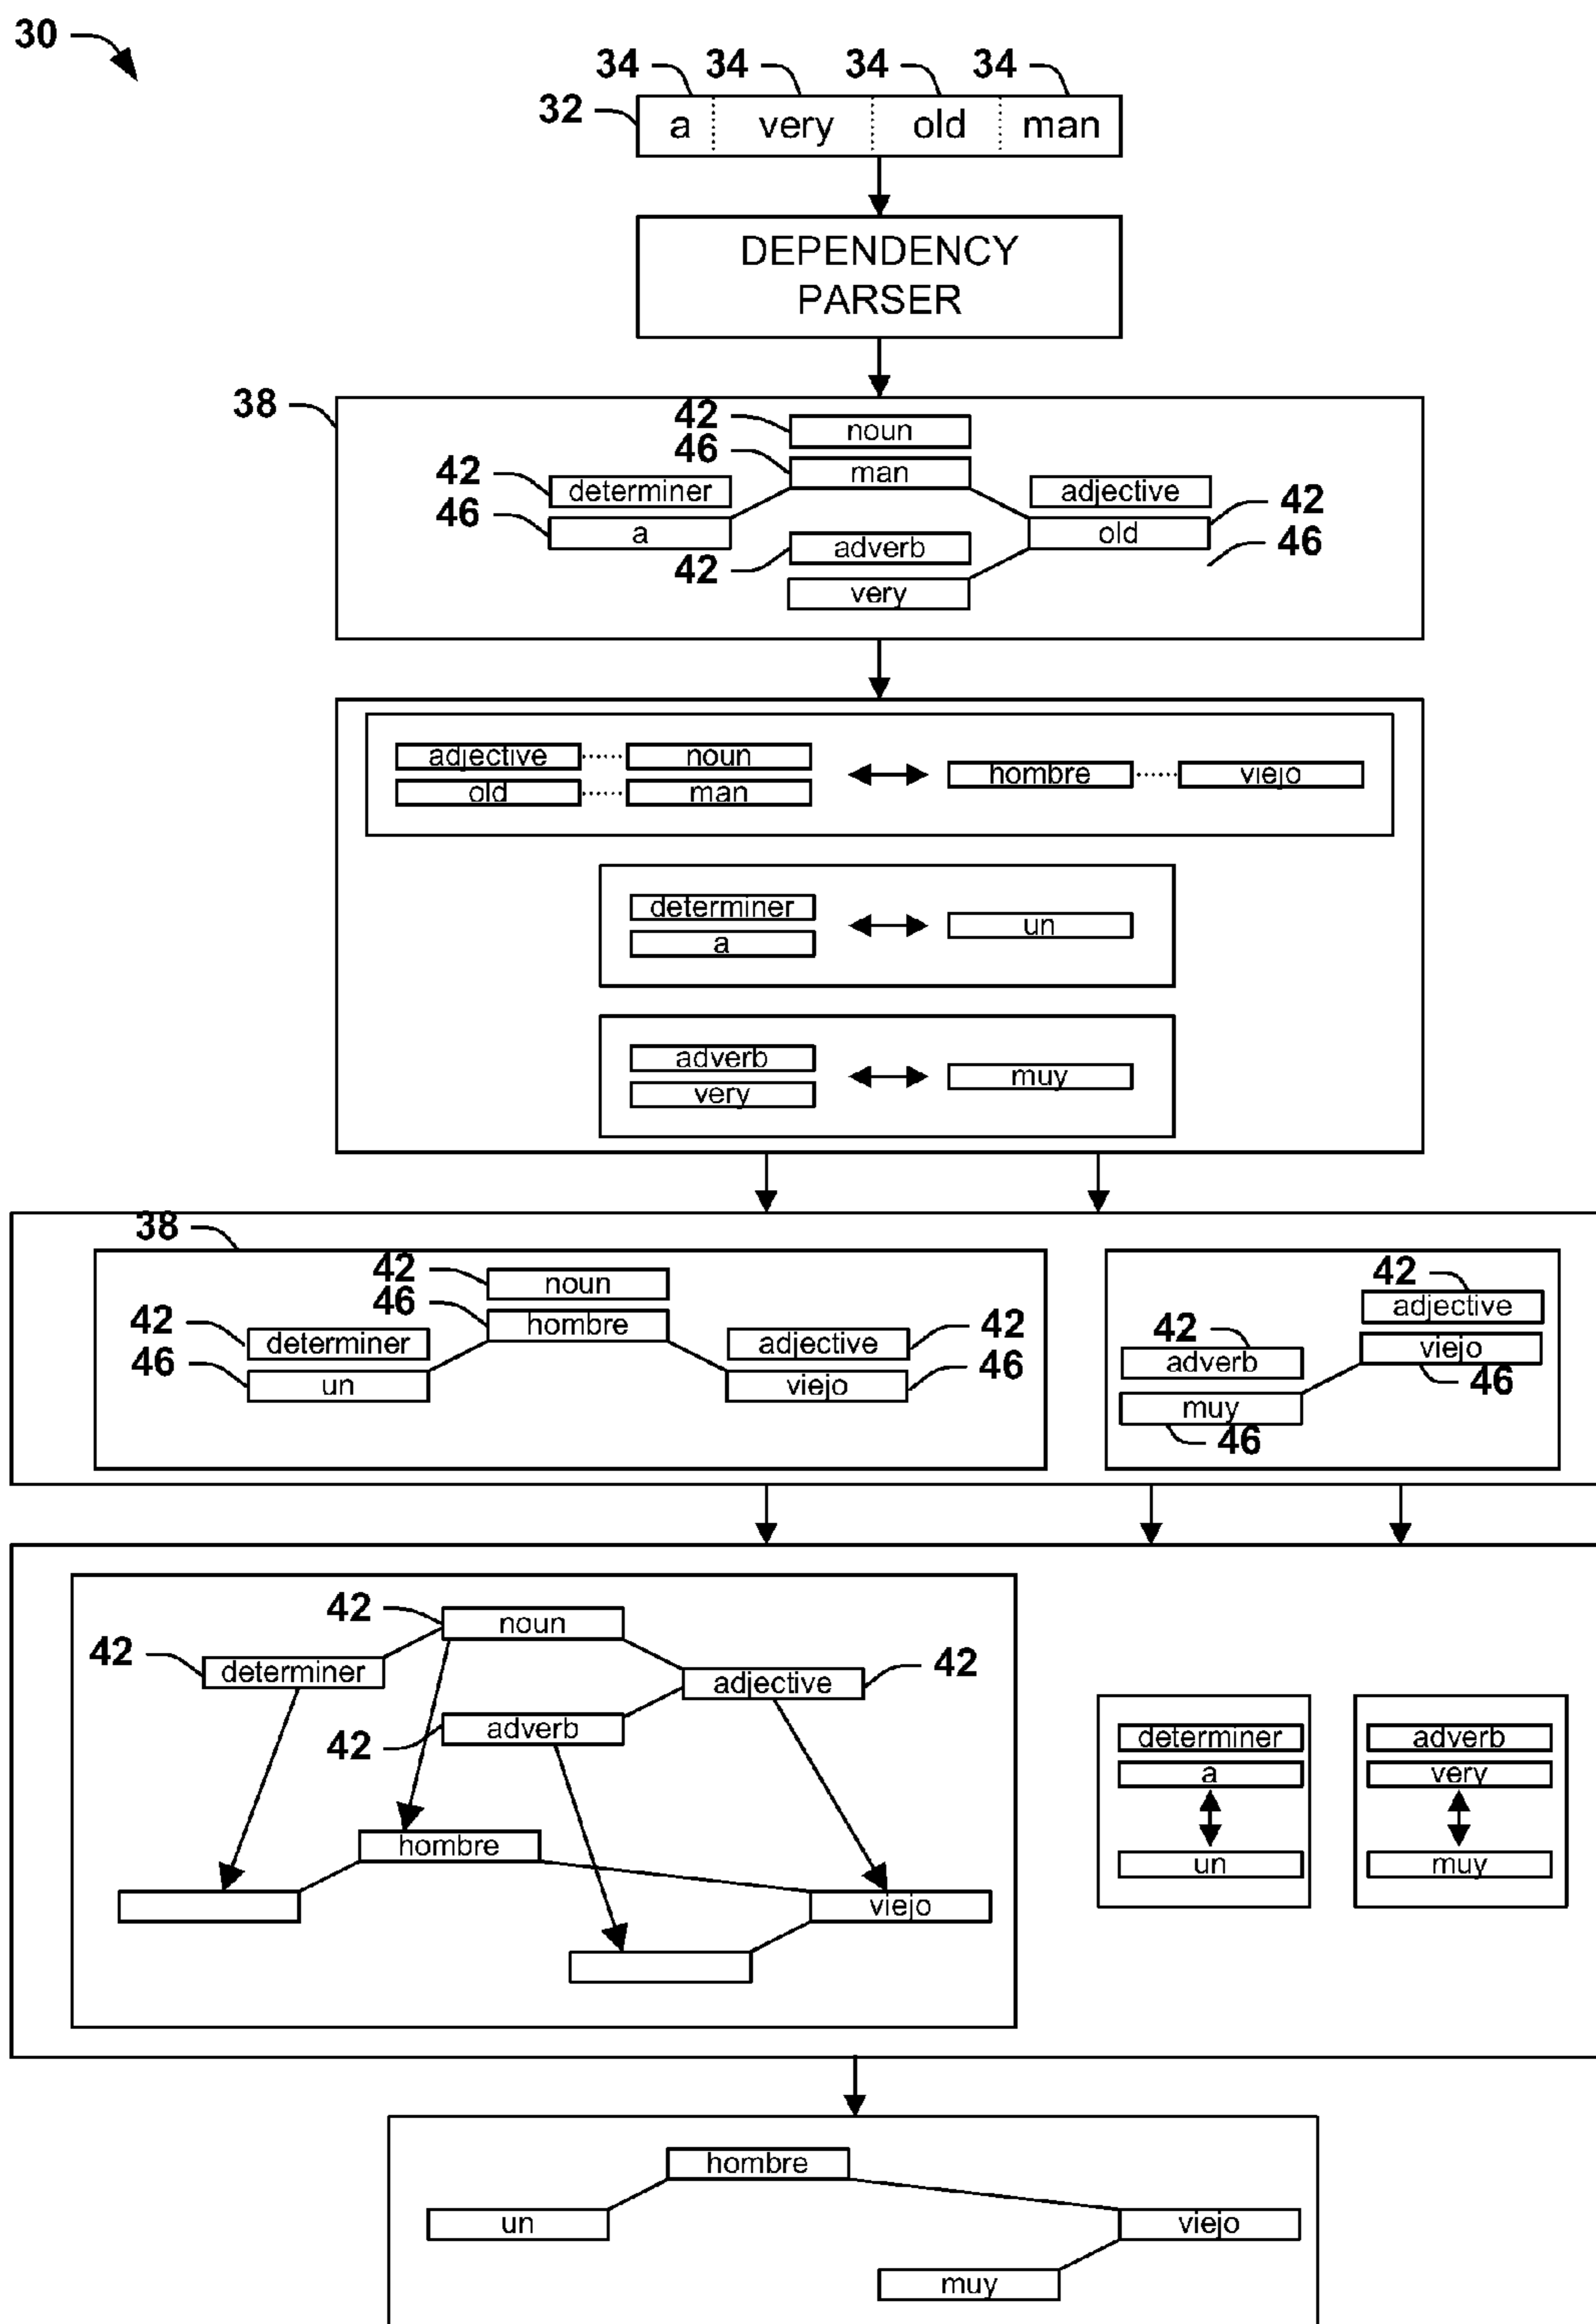 30
34 34 34 34
32 a very old man
DEPENDENCY
PARSER
38
42 noun
46 man
42 determiner adjective 42
46 a old 46
adverb
42
very
adjective noun
old man
hombre viejo
determiner
a
un
adverb
very
muy
38
42 noun
46 hombre
42 determiner adjective 42
46 un viejo 46
42
adjective
42
adverb viejo
46
muy
46
42 noun
42 determiner adjective 42
42 adverb
hombre
viejo
determiner
a
un
adverb
very
muy
hombre
un viejo
muy